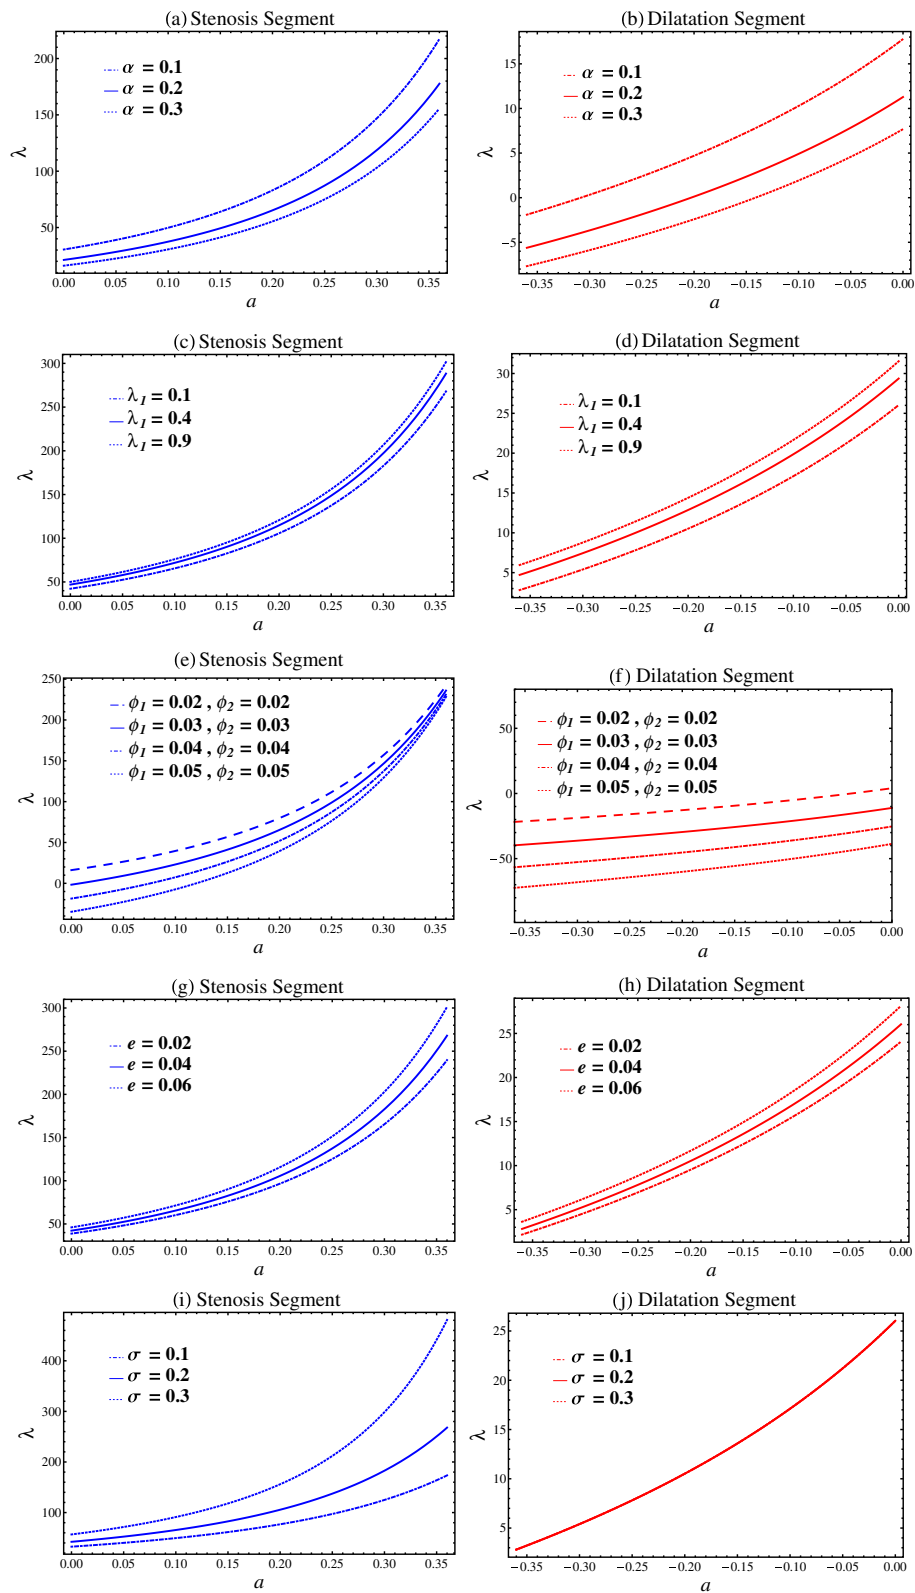 (a) Stenosis Segment
200
150
100
50
λ
α = 0.1
α = 0.2
α = 0.3
0.00 0.05 0.10 0.15 0.20 0.25 0.30 0.35
a
(b) Dilatation Segment
15
10
5
0
−5
λ
α = 0.1
α = 0.2
α = 0.3
−0.35 −0.30 −0.25 −0.20 −0.15 −0.10 −0.05 0.00
a
(c) Stenosis Segment
300
250
200
150
100
50
λ
λ1 = 0.1
λ1 = 0.4
λ1 = 0.9
0.00 0.05 0.10 0.15 0.20 0.25 0.30 0.35
a
(d) Dilatation Segment
30
25
20
15
10
5
λ
λ1 = 0.1
λ1 = 0.4
λ1 = 0.9
−0.35 −0.30 −0.25 −0.20 −0.15 −0.10 −0.05 0.00
a
(e) Stenosis Segment
250
200
150
100
50
0
λ
ϕ1 = 0.02 , ϕ2 = 0.02
ϕ1 = 0.03 , ϕ2 = 0.03
ϕ1 = 0.04 , ϕ2 = 0.04
ϕ1 = 0.05 , ϕ2 = 0.05
0.00 0.05 0.10 0.15 0.20 0.25 0.30 0.35
a
(f) Dilatation Segment
50
0
−50
λ
ϕ1 = 0.02 , ϕ2 = 0.02
ϕ1 = 0.03 , ϕ2 = 0.03
ϕ1 = 0.04 , ϕ2 = 0.04
ϕ1 = 0.05 , ϕ2 = 0.05
−0.35 −0.30 −0.25 −0.20 −0.15 −0.10 −0.05 0.00
a
(g) Stenosis Segment
300
250
200
150
100
50
λ
e = 0.02
e = 0.04
e = 0.06
0.00 0.05 0.10 0.15 0.20 0.25 0.30 0.35
a
(h) Dilatation Segment
25
20
15
10
5
λ
e = 0.02
e = 0.04
e = 0.06
−0.35 −0.30 −0.25 −0.20 −0.15 −0.10 −0.05 0.00
a
(i) Stenosis Segment
400
300
200
100
λ
σ = 0.1
σ = 0.2
σ = 0.3
0.00 0.05 0.10 0.15 0.20 0.25 0.30 0.35
a
(j) Dilatation Segment
25
20
15
10
5
λ
σ = 0.1
σ = 0.2
σ = 0.3
−0.35 −0.30 −0.25 −0.20 −0.15 −0.10 −0.05 0.00
a